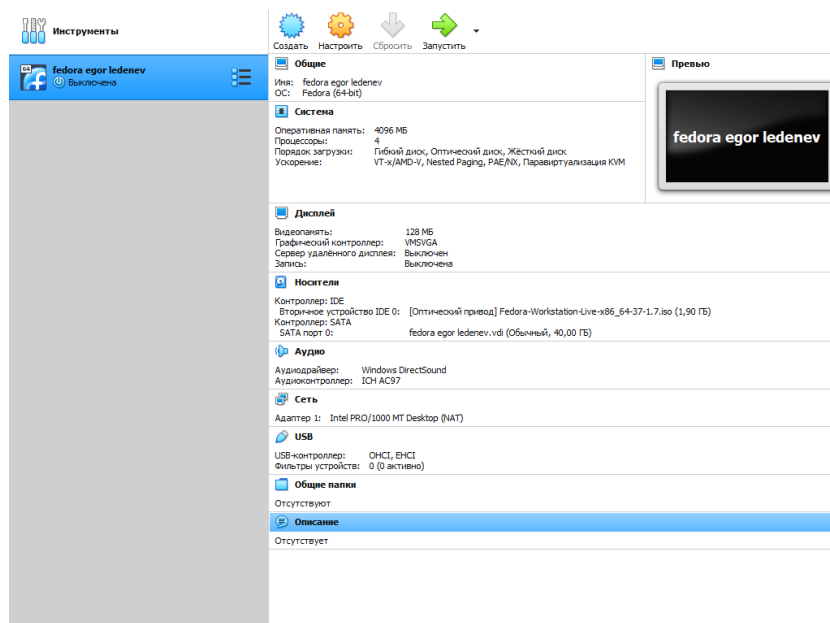 Инструменты
Создать Настроить Сбросить Запустить
64
fedora egor ledenev
Выключена
Общие
Имя: fedora egor ledenev
ОС: Fedora (64-bit)
Превью
fedora egor ledenev
Система
Оперативная память: 4096 МБ
Процессоры: 4
Порядок загрузки: Гибкий диск, Оптический диск, Жёсткий диск
Ускорение: VT-x/AMD-V, Nested Paging, PAE/NX, Паравиртуализация KVM
Дисплей
Видеопамять: 128 МБ
Графический контроллер: VMSVGA
Сервер удалённого дисплея: Выключен
Запись: Выключена
Носители
Контроллер: IDE
Вторичное устройство IDE 0: [Оптический привод] Fedora-Workstation-Live-x86_64-37-1.7.iso (1,90 ГБ)
Контроллер: SATA
SATA порт 0: fedora egor ledenev.vdi (Обычный, 40,00 ГБ)
Аудио
Аудиодрайвер: Windows DirectSound
Аудиоконтроллер: ICH AC97
Сеть
Адаптер 1: Intel PRO/1000 MT Desktop (NAT)
USB
USB-контроллер: OHCI, EHCI
Фильтры устройств: 0 (0 активно)
Общие папки
Отсутствуют
Описание
Отсутствует